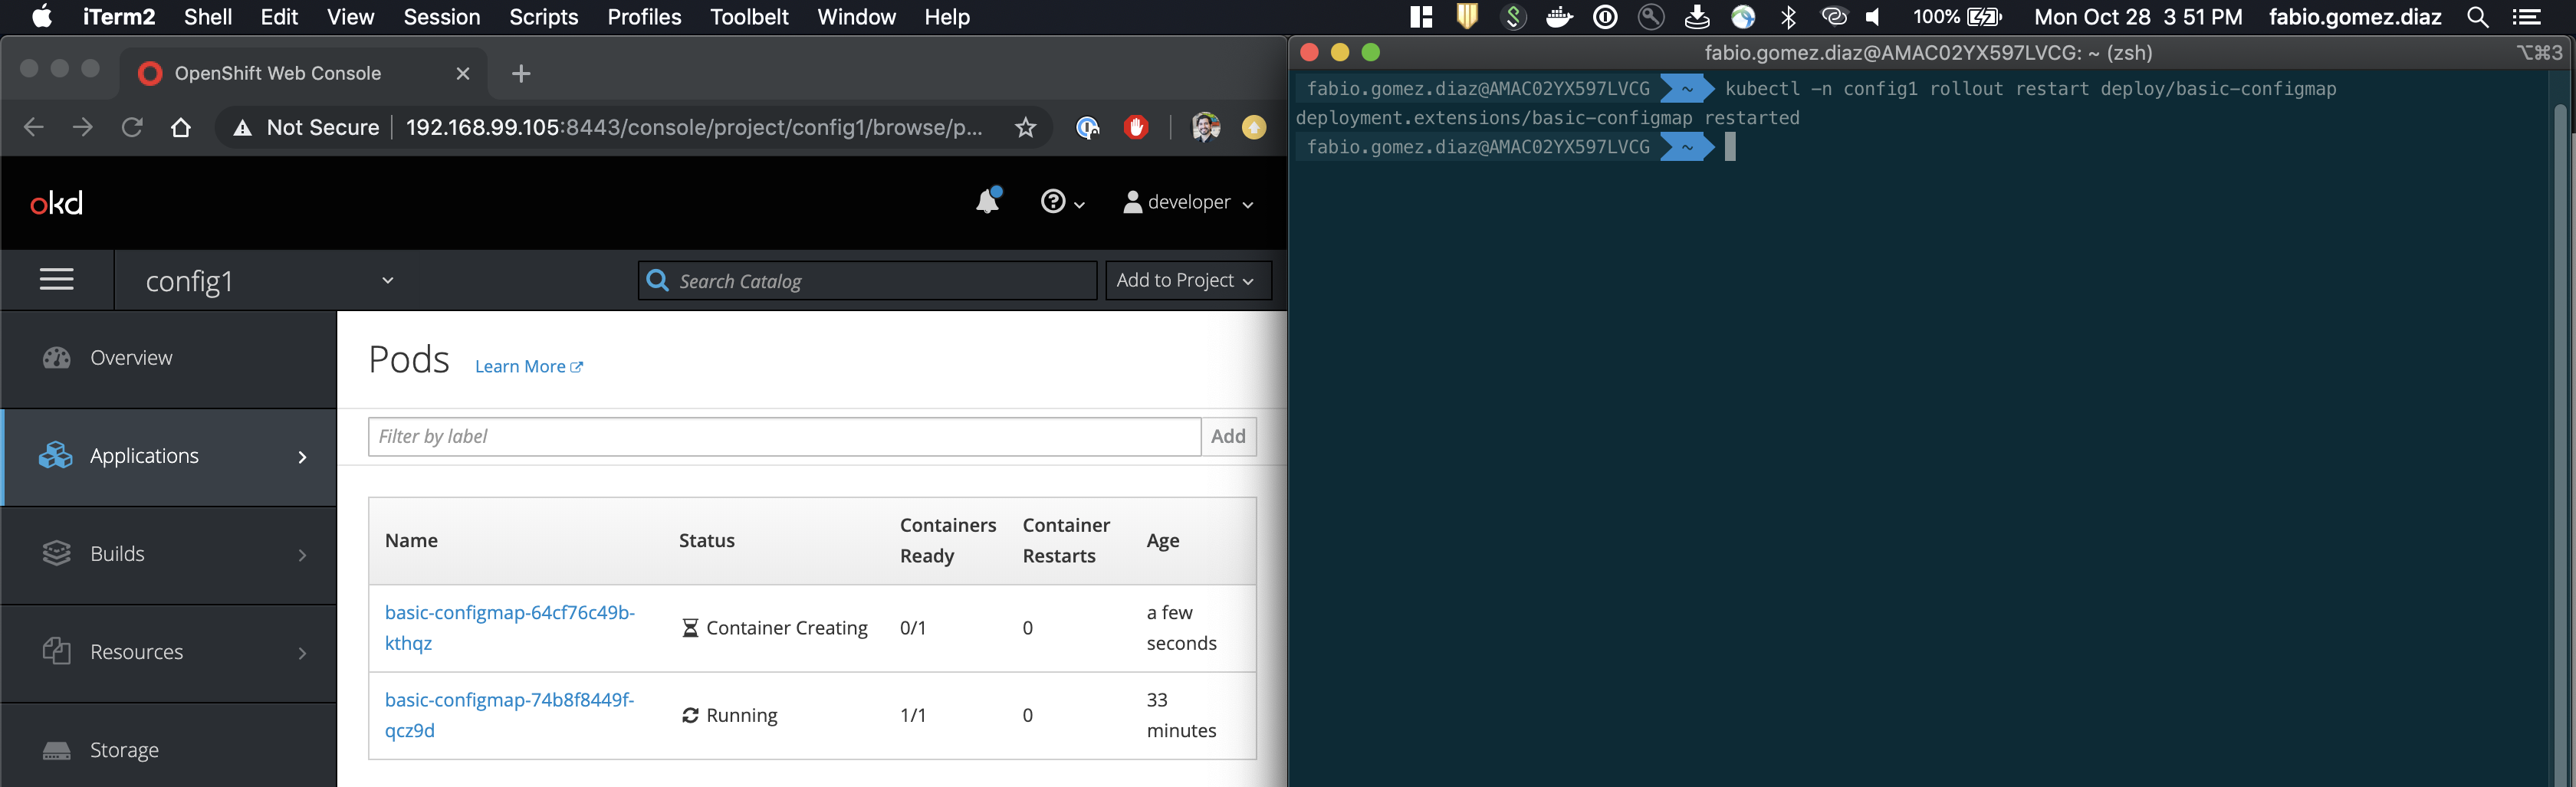 iTerm2 Shell Edit View Session Scripts Profiles Toolbelt Window Help 100% Mon Oct 28 3 51 PM fabio.gomez.diaz
OpenShift Web Console
Not Secure 192.168.99.105:8443/console/project/config1/browse/p...
okd
developer
config1
Search Catalog
Add to Project
Overview
Applications
Builds
Resources
Storage
Pods Learn More
Filter by label Add
Name Status Containers Ready Container Restarts Age
basic-configmap-64cf76c49b-kthqz Container Creating 0/1 0 a few seconds
basic-configmap-74b8f8449f-qcz9d Running 1/1 0 33 minutes
fabio.gomez.diaz@AMAC02YX597LVCG: ~ (zsh) ⌥⌘3
fabio.gomez.diaz@AMAC02YX597LVCG ~ kubectl -n config1 rollout restart deploy/basic-configmap
deployment.extensions/basic-configmap restarted
fabio.gomez.diaz@AMAC02YX597LVCG ~